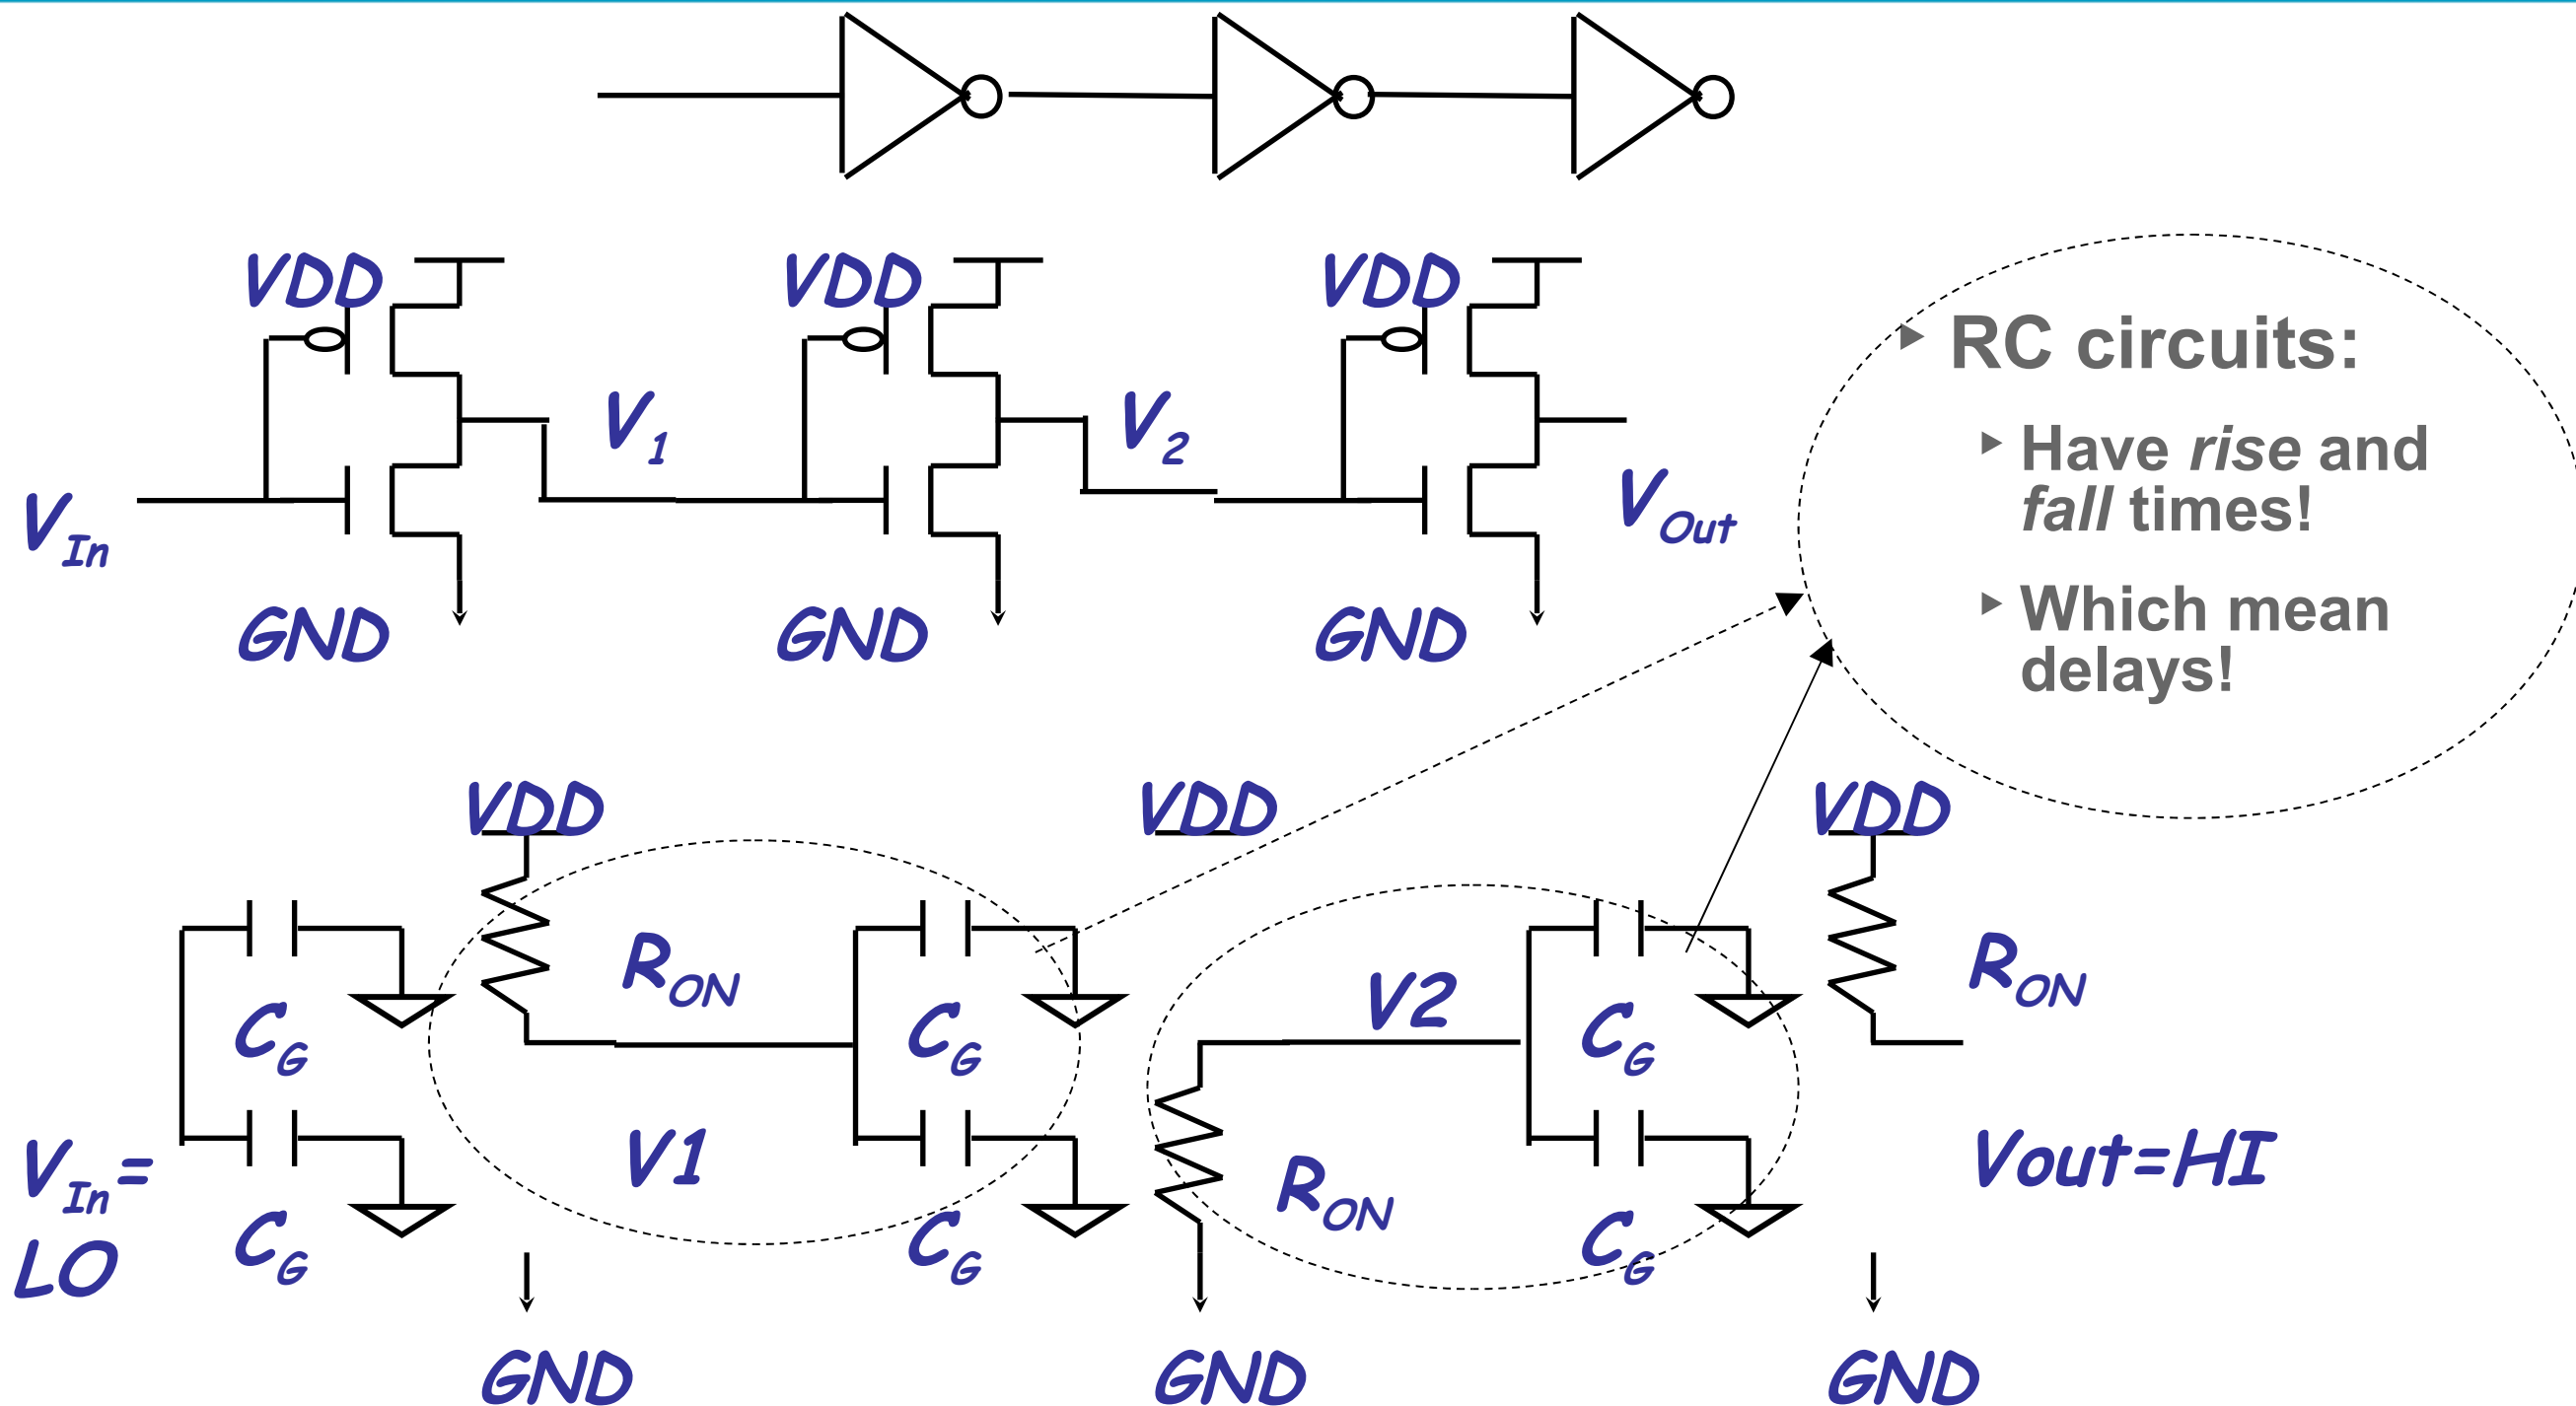 VDD VDD VDD
V1 V2
VIn VOut
GND GND GND
RC circuits:
Have rise and
fall times!
Which mean
delays!
VDD VDD VDD
RON RON
V2
CG CG CG
V1 RON
VIn=
LO
Vout=HI
CG CG CG
GND GND GND